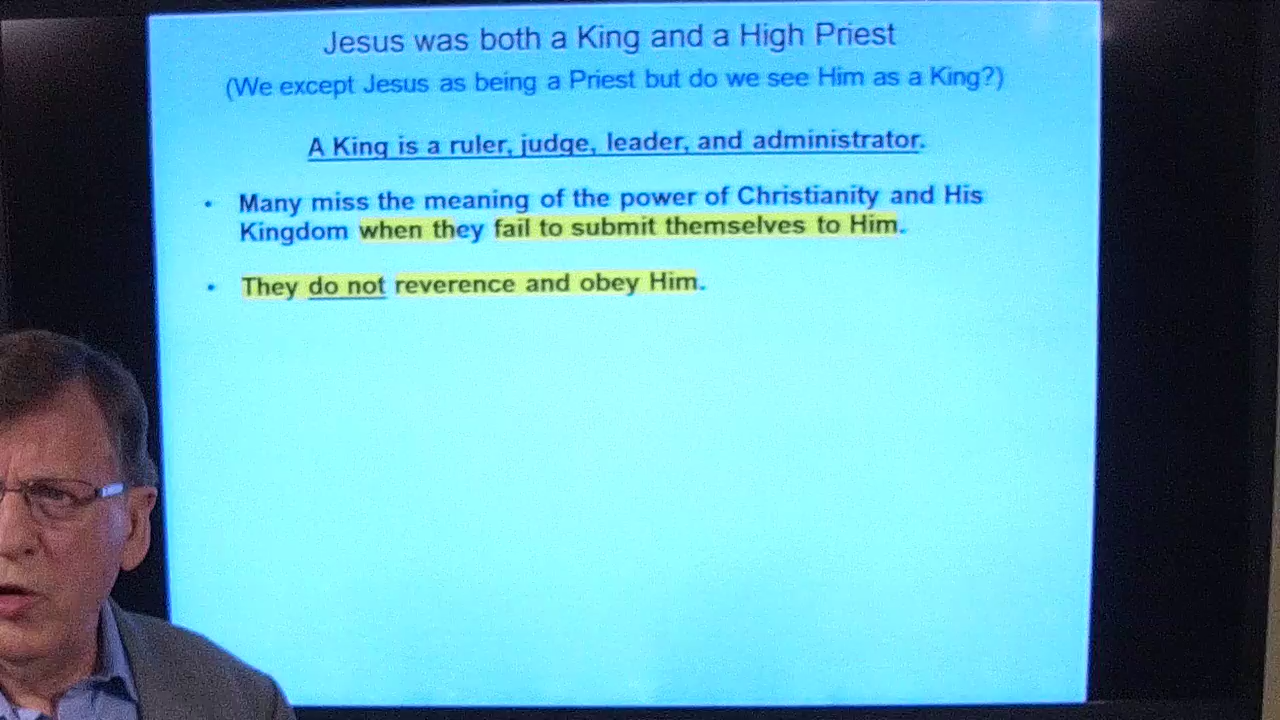 Jesus was both a King and a High Priest
(We except Jesus as being a Priest but do we see Him as a King?)
A King is a ruler, judge, leader, and administrator.
• Many miss the meaning of the power of Christianity and His
Kingdom when they fail to submit themselves to Him.
• They do not reverence and obey Him.